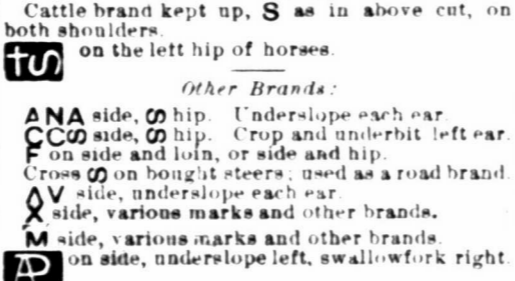 Cattle brand kept up, S as in above cut, on
both shoulders.
on the left hip of horses.
Other Brands:
ANA side, S hip. Underslope each ear.
CCS side, S hip. Crop and underbit left ear.
F on side and loin, or side and hip.
Cross S on bought steers; used as a road brand.
V side, underslope each ear.
X side, various marks and other brands.
M side, various marks and other brands.
on side, underslope left, swallowfork right.